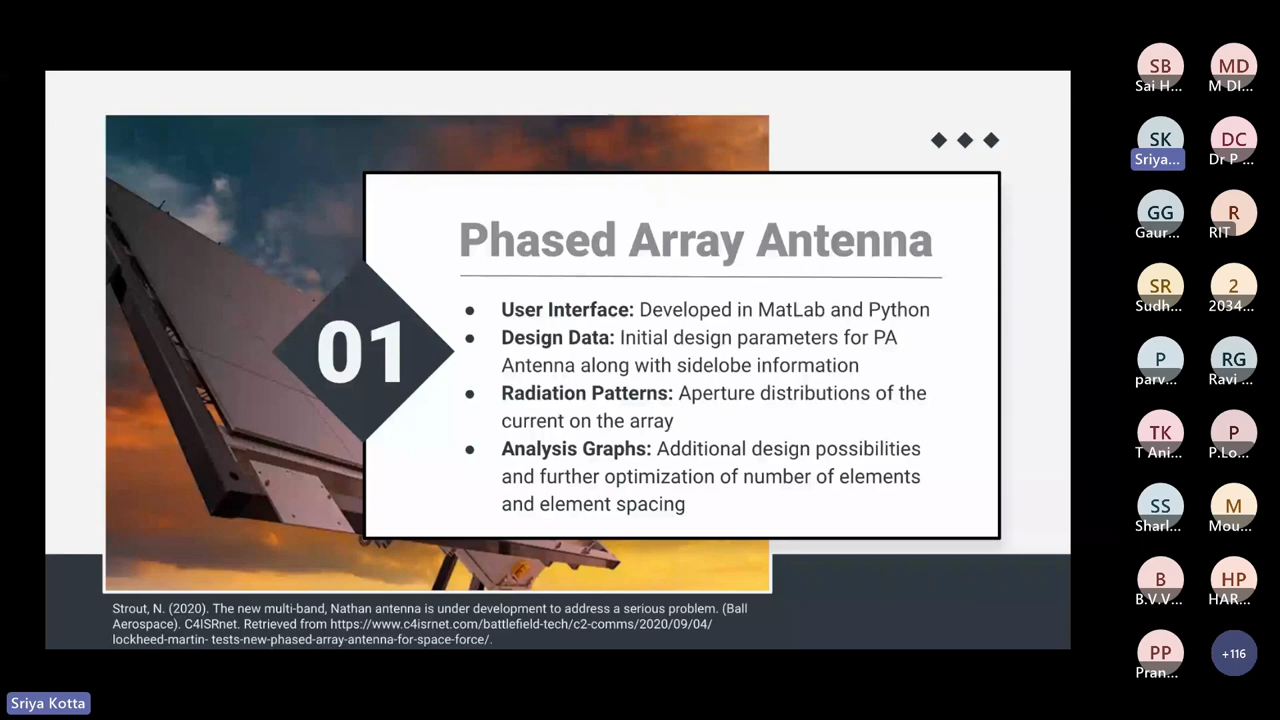 Phased Array Antenna
01
● User Interface: Developed in MatLab and Python
● Design Data: Initial design parameters for PA
Antenna along with sidelobe information
● Radiation Patterns: Aperture distributions of the
current on the array
● Analysis Graphs: Additional design possibilities
and further optimization of number of elements
and element spacing
Strout, N. (2020). The new multi-band, Nathan antenna is under development to address a serious problem. (Ball
Aerospace). C4ISRnet. Retrieved from https://www.c4isrnet.com/battlefield-tech/c2-comms/2020/09/04/
lockheed-martin- tests-new-phased-array-antenna-for-space-force/.
Sriya Kotta
SB MD
Sai H... M DI...
SK DC
Sriya... Dr P ...
GG R
Gaur... RIT
SR 2
Sudh... 2034...
P RG
parv... Ravi ...
TK P
T Ani... P.Lo...
SS M
Sharl... Mou...
B HP
B.V.V... HAR...
PP +116
Pran...